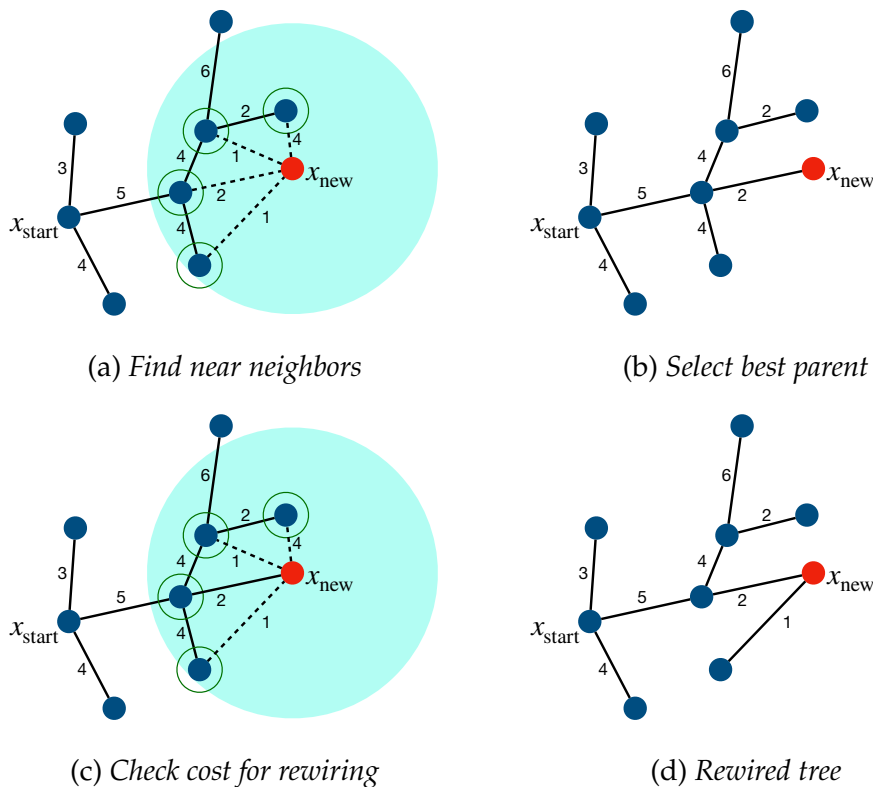 6 6
2 2
4 1 4 4
3 x_new 3 x_new
5 2 5 2
x_start 4 1 x_start 4
4 4
(a) Find near neighbors (b) Select best parent
6 6
2 2
4 1 4 4
3 x_new 3 x_new
5 2 5 2
x_start 4 1 x_start 1
4 4
(c) Check cost for rewiring (d) Rewired tree